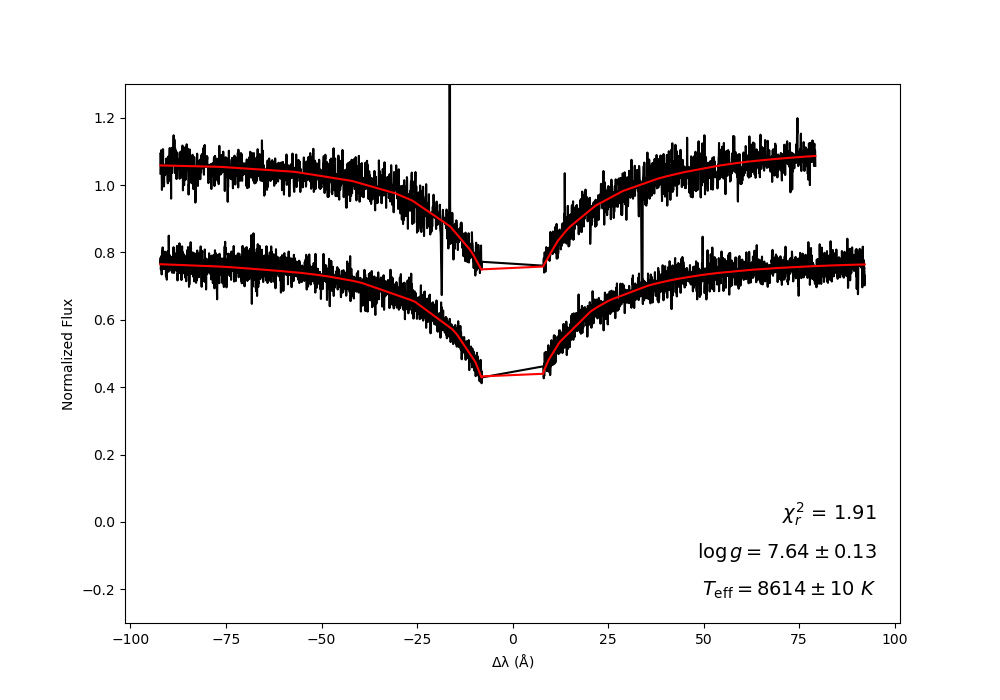 1.2
1.0
0.8
0.6
0.4
0.2
0.0
−0.2
Normalized Flux
χ²ᵣ = 1.91
log g = 7.64 ± 0.13
T_eff = 8614 ± 10 K
−100 −75 −50 −25 0 25 50 75 100
Δλ (Å)